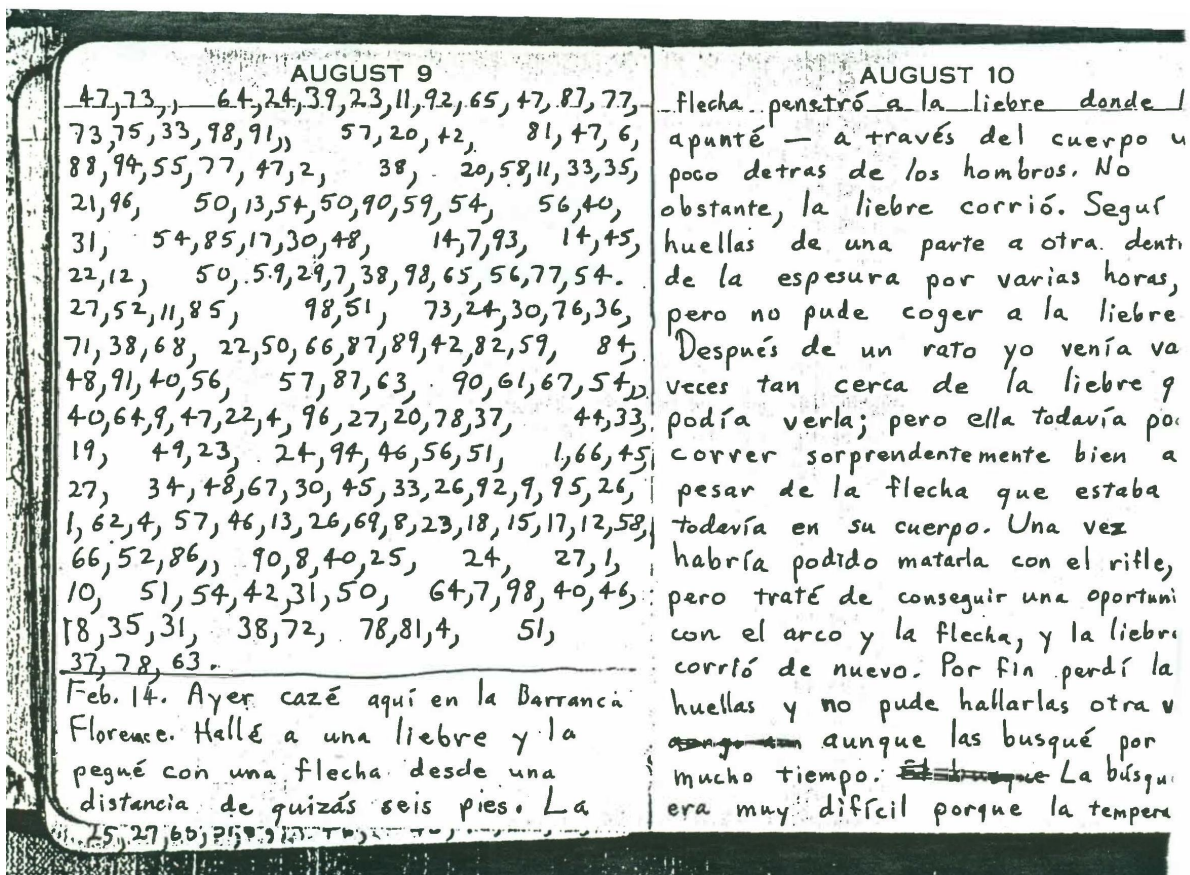 AUGUST 9
47,73,, 64,24,39,23,11,92,65,47,87,77,
73,75,33,98,91,, 57,20,42, 81,47,6,
88,94,55,77,47,2, 38, 20,58,11,33,35,
21,96, 50,13,54,50,90,59,54, 56,40,
31, 54,85,17,30,48, 14,7,93, 14,45,
22,12, 50,59,29,7,38,98,65,56,77,54.
27,52,11,85, 98,51, 73,24,30,76,36,
71,38,68, 22,50,66,87,89,42,82,59, 84,
48,91,40,56, 57,87,63, 90,61,67,54,
40,64,9,47,22,4, 96,27,20,78,37, 44,33,
19, 49,23, 24,94,46,56,51, 1,66,45,
27, 34,48,67,30,45,33,26,92,9,95,26,
1,62,4, 57,46,13,26,69,8,23,18,15,17,12,58,
66,52,86,, 90,8,40,25, 24, 27,1,
10, 51,54,42,31,50, 64,7,98,40,46,
18,35,31, 38,72, 78,81,4, 51,
37,78,63.
Feb. 14. Ayer cazé aquí en la Barranca
Florence. Hallé a una liebre y la
pegué con una flecha desde una
distancia de quizás seis pies. La
25,27,
AUGUST 10
flecha penetró a la liebre donde
apunté — a través del cuerpo
poco detras de los hombros. No
obstante, la liebre corrió. Seguí
huellas de una parte a otra
de la espesura por varias horas,
pero no pude coger a la liebre
Después de un rato yo venía
veces tan cerca de la liebre
podía verla; pero ella todavía
correr sorprendentemente bien a
pesar de la flecha que estaba
todavía en su cuerpo. Una vez
habría podido matarla con el rifle,
pero traté de conseguir una
con el arco y la flecha, y la
corrió de nuevo. Por fin perdí la
huellas y no pude hallarlas otra
aunque las busqué por
mucho tiempo. La
era muy difícil porque la